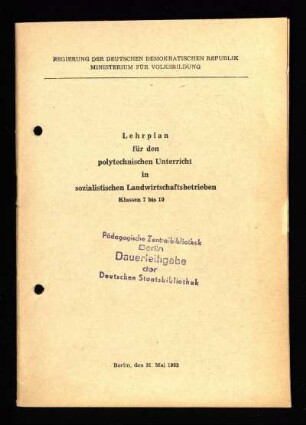 REGIERUNG DER DEUTSCHEN DEMOKRATISCHEN REPUBLIK
MINISTERIUM FÜR VOLKSBILDUNG
Lehrplan
für den
polytechnischen Unterricht
in
sozialistischen Landwirtschaftsbetrieben
Klassen 7 bis 10
Pädagogische Zentralbibliothek
Berlin
Dauerleihgabe
der
Deutschen Staatsbibliothek
Berlin, den 31. Mai 1963